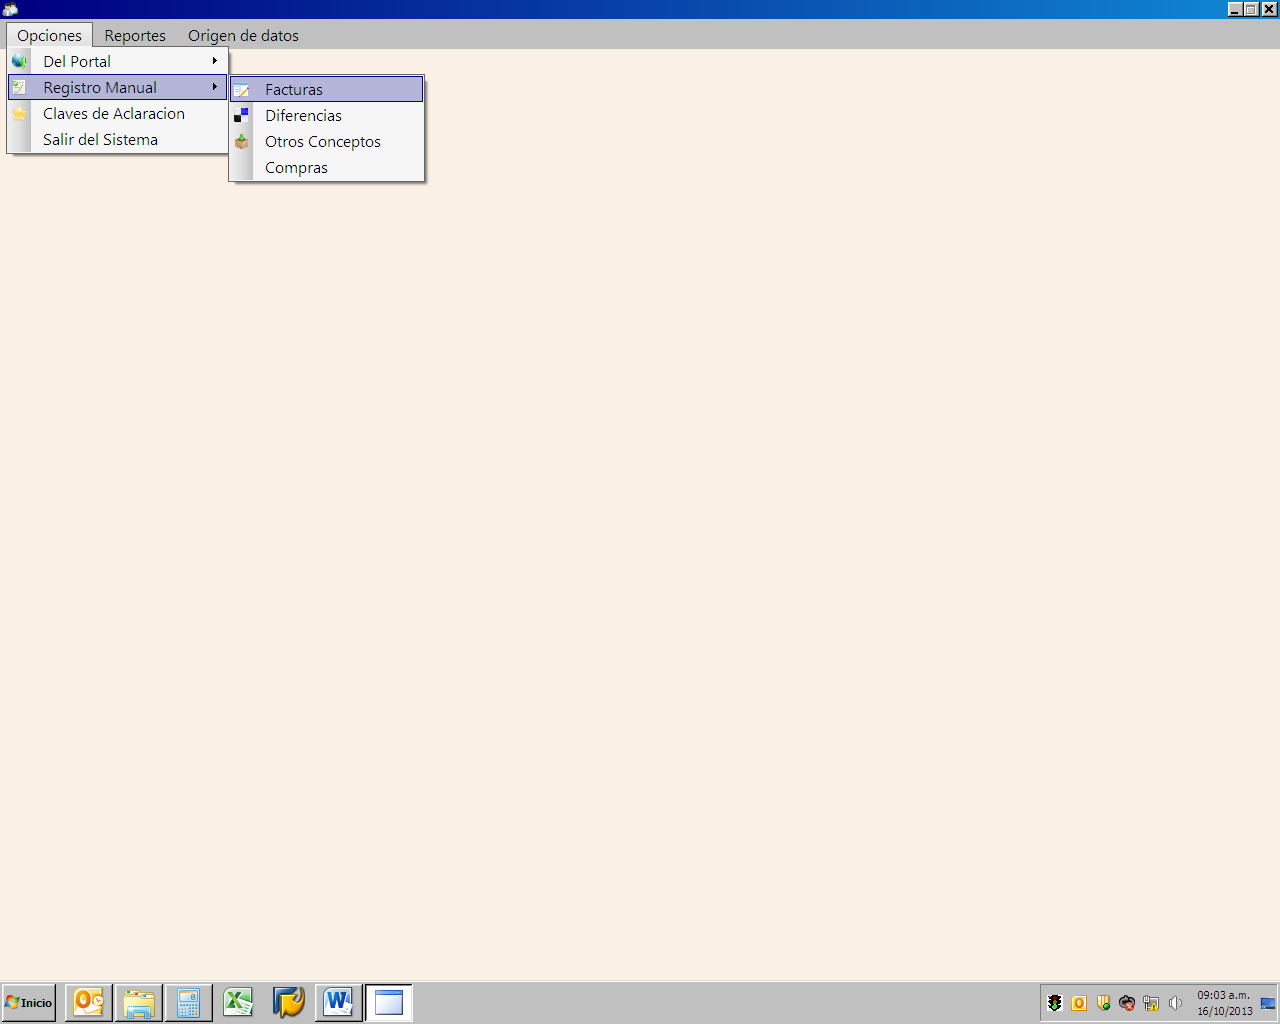 Opciones Reportes Origen de datos
Del Portal
Registro Manual
Claves de Aclaracion
Salir del Sistema
Facturas
Diferencias
Otros Conceptos
Compras
Inicio
09:03 a.m.
16/10/2013